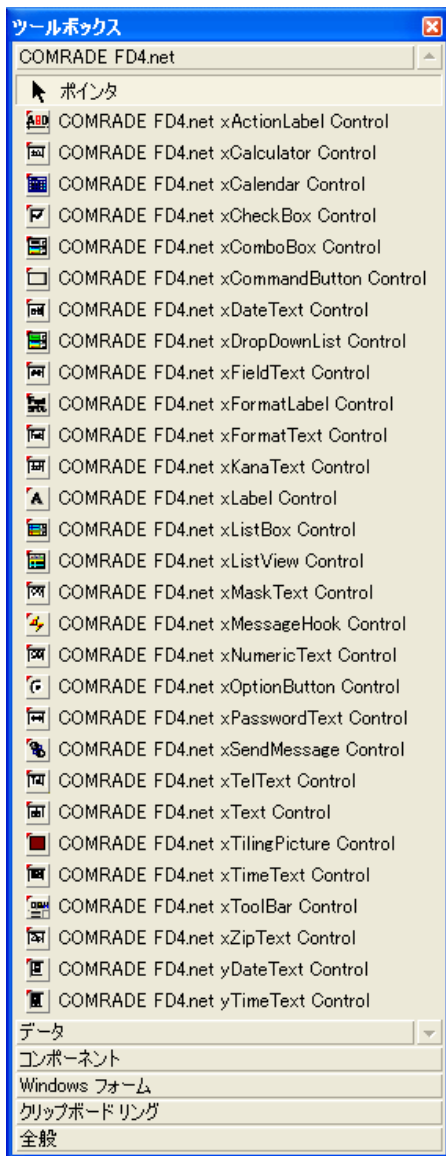 ツールボックス
COMRADE FD4.net
ポインタ
COMRADE FD4.net xActionLabel Control
COMRADE FD4.net xCalculator Control
COMRADE FD4.net xCalendar Control
COMRADE FD4.net xCheckBox Control
COMRADE FD4.net xComboBox Control
COMRADE FD4.net xCommandButton Control
COMRADE FD4.net xDateText Control
COMRADE FD4.net xDropDownList Control
COMRADE FD4.net xFieldText Control
COMRADE FD4.net xFormatLabel Control
COMRADE FD4.net xFormatText Control
COMRADE FD4.net xKanaText Control
COMRADE FD4.net xLabel Control
COMRADE FD4.net xListBox Control
COMRADE FD4.net xListView Control
COMRADE FD4.net xMaskText Control
COMRADE FD4.net xMessageHook Control
COMRADE FD4.net xNumericText Control
COMRADE FD4.net xOptionButton Control
COMRADE FD4.net xPasswordText Control
COMRADE FD4.net xSendMessage Control
COMRADE FD4.net xTelText Control
COMRADE FD4.net xText Control
COMRADE FD4.net xTilingPicture Control
COMRADE FD4.net xTimeText Control
COMRADE FD4.net xToolBar Control
COMRADE FD4.net xZipText Control
COMRADE FD4.net yDateText Control
COMRADE FD4.net yTimeText Control
データ
コンポーネント
Windows フォーム
クリップボード リング
全般